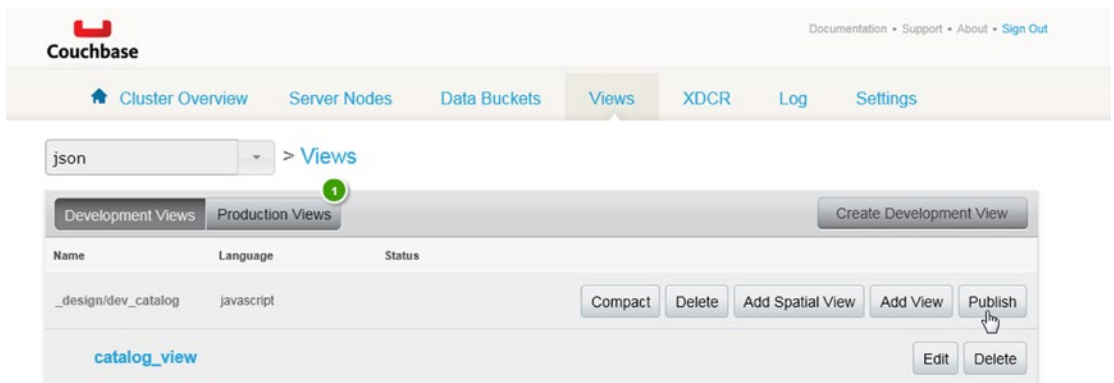 Couchbase
Documentation • Support • About • Sign Out
Cluster Overview Server Nodes Data Buckets Views XDCR Log Settings
json > Views
1
Development Views Production Views Create Development View
Name Language Status
_design/dev_catalog javascript Compact Delete Add Spatial View Add View Publish
catalog_view Edit Delete